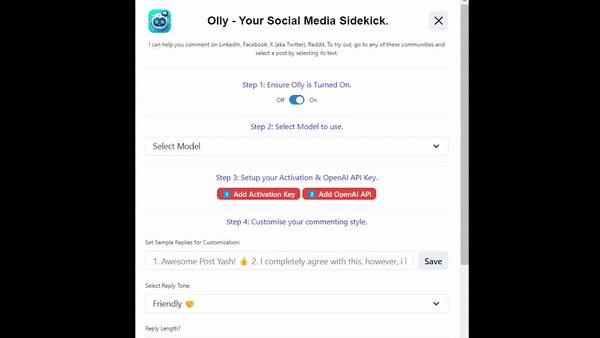 Olly - Your Social Media Sidekick.
I can help you comment on LinkedIn, Facebook, X (aka Twitter), Reddit. To try out, go to any of these communities and
select a post by selecting its text.
Step 1: Ensure Olly is Turned On.
Off On
Step 2: Select Model to use.
Select Model
Step 3: Setup your Activation & OpenAI API Key.
1 Add Activation Key 2 Add OpenAI API
Step 4: Customise your commenting style.
Set Sample Replies for Customisation:
1. Awesome Post Yash! 👍 2. I completely agree with this, however, i
Save
Select Reply Tone:
Friendly 🤝
Reply Length?